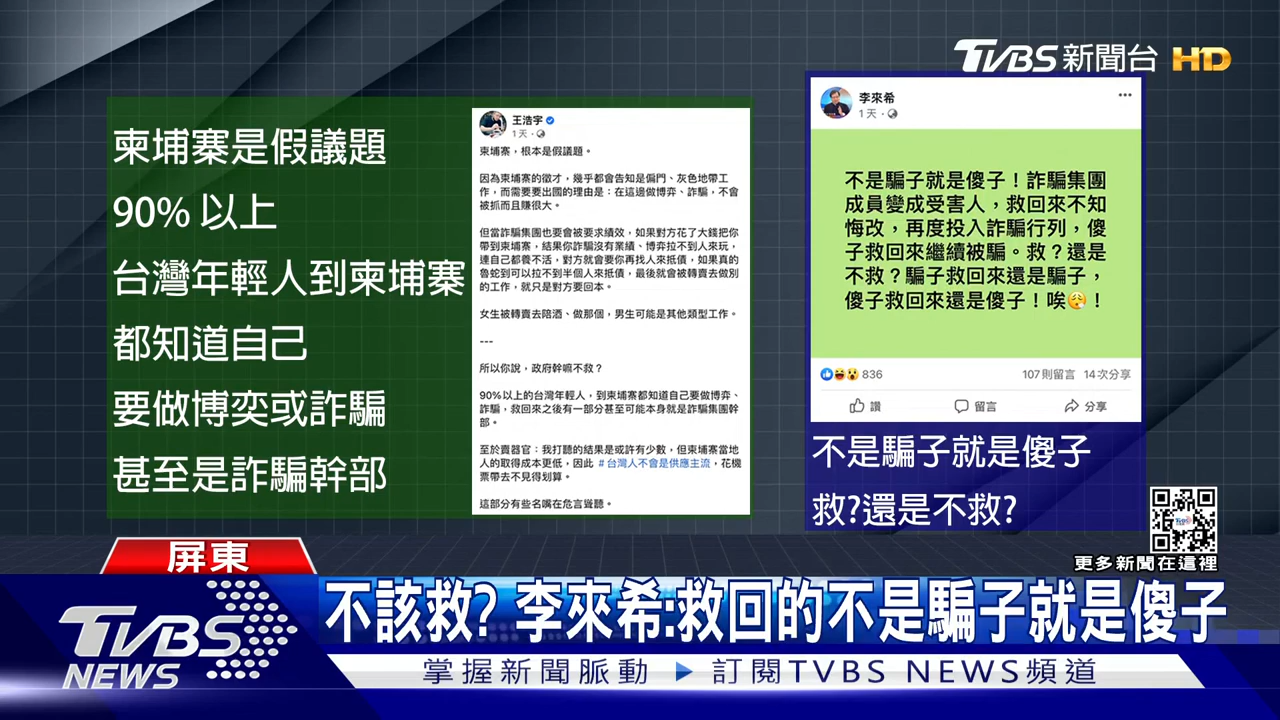 TVBS新聞台 HD
柬埔寨是假議題
90% 以上
台灣年輕人到柬埔寨
都知道自己
要做博奕或詐騙
甚至是詐騙幹部
王浩宇
1天·
柬埔寨，根本是假議題。
因為柬埔寨的徵才，幾乎都會告知是偏門、灰色地帶工
作，而需要要出國的理由是：在這邊做博弈、詐騙，不會
被抓而且賺很大。
但當詐騙集團也要會被要求績效，如果對方花了大錢把你
帶到柬埔寨，結果你詐騙沒有業績、博弈拉不到人來玩，
連自己都養不活，對方就會要你再找人來抵債，如果真的
魯蛇到可以拉不到半個人來抵債，最後就會被轉賣去做別
的工作，就只是對方要回本。
女生被轉賣去陪酒、做那個，男生可能是其他類型工作。
---
所以你說，政府幹嘛不救？
90%以上的台灣年輕人，到柬埔寨都知道自己要做博弈、
詐騙，救回來之後有一部分甚至可能本身就是詐騙集團幹
部。
至於賣器官：我打聽的結果是或許有少數，但柬埔寨當地
人的取得成本更低，因此 #台灣人不會是供應主流，花機
票帶去不見得划算。
這部分有些名嘴在危言聳聽。
李來希
1天·
不是騙子就是傻子！詐騙集團
成員變成受害人，救回來不知
悔改，再度投入詐騙行列，傻
子救回來繼續被騙。救？還是
不救？騙子救回來還是騙子，
傻子救回來還是傻子！唉😮‍💨！
836
107則留言 14次分享
讚 留言 分享
不是騙子就是傻子
救?還是不救?
更多新聞在這裡
屏東
不該救? 李來希:救回的不是騙子就是傻子
TVBS
NEWS
掌握新聞脈動 ▶ 訂閱TVBS NEWS頻道